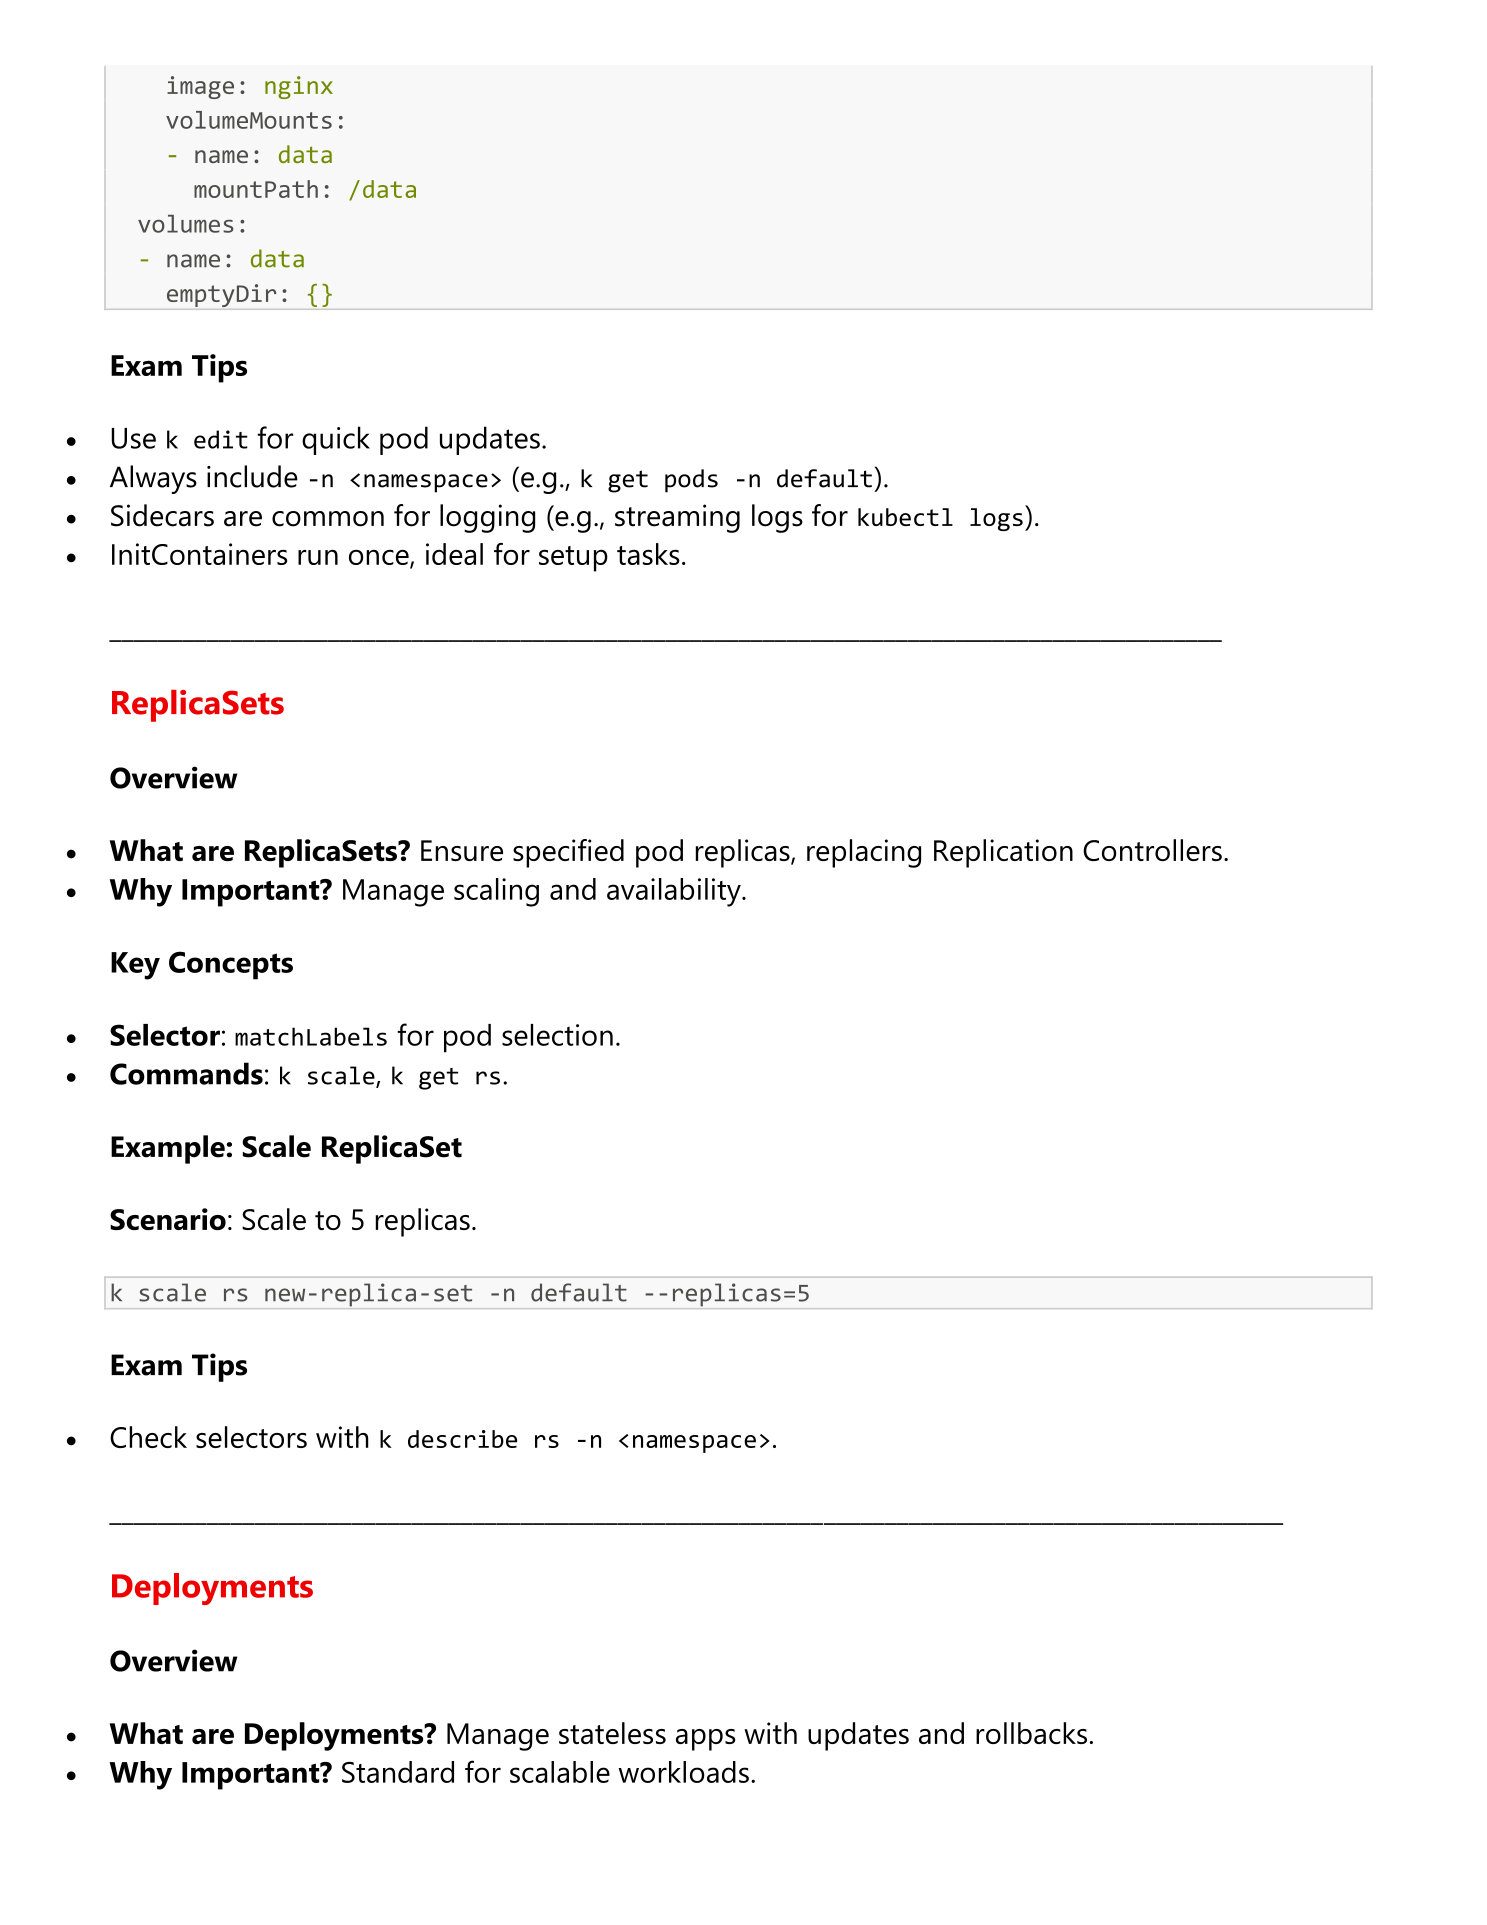 image: nginx
volumeMounts:
- name: data
mountPath: /data
volumes:
- name: data
emptyDir: {}
Exam Tips
• Use k edit for quick pod updates.
• Always include -n <namespace> (e.g., k get pods -n default).
• Sidecars are common for logging (e.g., streaming logs for kubectl logs).
• InitContainers run once, ideal for setup tasks.
ReplicaSets
Overview
• What are ReplicaSets? Ensure specified pod replicas, replacing Replication Controllers.
• Why Important? Manage scaling and availability.
Key Concepts
• Selector: matchLabels for pod selection.
• Commands: k scale, k get rs.
Example: Scale ReplicaSet
Scenario: Scale to 5 replicas.
k scale rs new-replica-set -n default --replicas=5
Exam Tips
• Check selectors with k describe rs -n <namespace>.
Deployments
Overview
• What are Deployments? Manage stateless apps with updates and rollbacks.
• Why Important? Standard for scalable workloads.